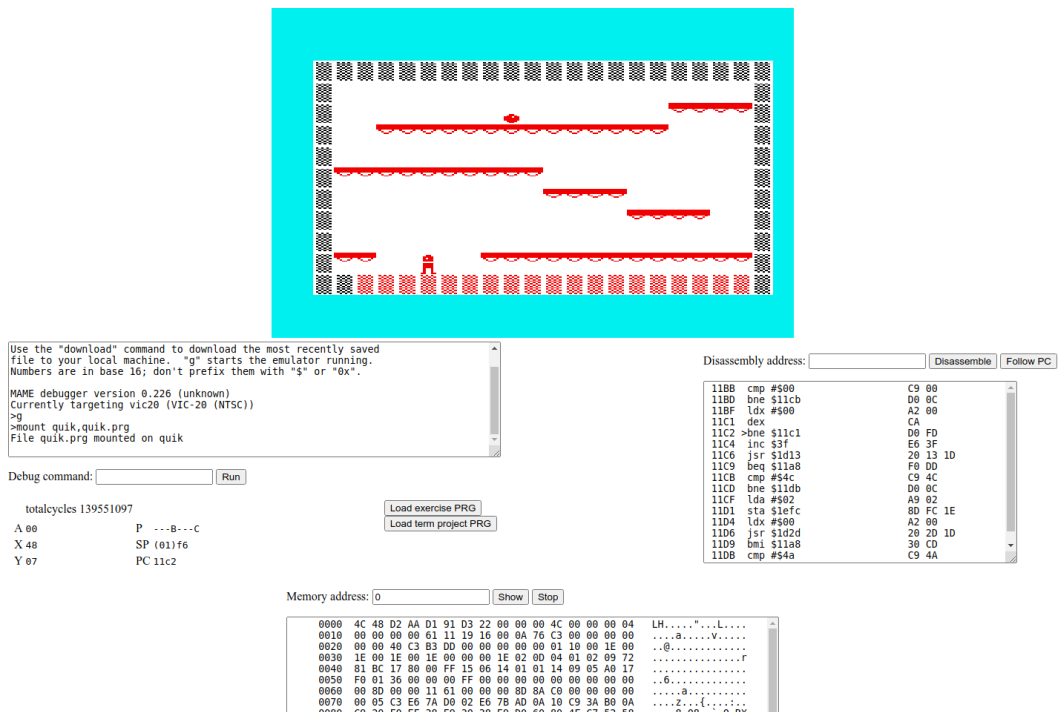 Use the "download" command to download the most recently saved
file to your local machine.  "g" starts the emulator running.
Numbers are in base 16; don't prefix them with "$" or "0x".
MAME debugger version 0.226 (unknown)
Currently targeting vic20 (VIC-20 (NTSC))
>g
>mount quik,quik.prg
File quik.prg mounted on quik
Debug command: Run
totalcycles 139551097
A 00 P ---B---C
X 48 SP (01)f6
Y 07 PC 11c2
Load exercise PRG
Load term project PRG
Disassembly address: Disassemble Follow PC
11BB  cmp #$00 C9 00
11BD  bne $11cb D0 0C
11BF  ldx #$00 A2 00
11C1  dex CA
11C2 >bne $11c1 D0 FD
11C4  inc $3f E6 3F
11C6  jsr $1d13 20 13 1D
11C9  beq $11a8 F0 DD
11CB  cmp #$4c C9 4C
11CD  bne $11db D0 0C
11CF  lda #$02 A9 02
11D1  sta $1efc 8D FC 1E
11D4  ldx #$00 A2 00
11D6  jsr $1d2d 20 2D 1D
11D9  bmi $11a8 30 CD
11DB  cmp #$4a C9 4A
Memory address: 0 Show Stop
0000  4C 48 D2 AA D1 91 D3 22 00 00 00 4C 00 00 00 04  LH....."...L....
0010  00 00 00 00 61 11 19 16 00 0A 76 C3 00 00 00 00  ....a.....v.....
0020  00 00 40 C3 B3 DD 00 00 00 00 00 01 10 00 1E 00  ..@.............
0030  1E 00 1E 00 1E 00 00 00 1E 02 0D 04 01 02 09 72  ...............r
0040  81 BC 17 80 00 FF 15 06 14 01 01 14 09 05 A0 17  ................
0050  F0 01 36 00 00 00 FF 00 00 00 00 00 00 00 00 00  ..6.............
0060  00 8D 00 00 11 61 00 00 00 8D 8A C0 00 00 00 00  .....a..........
0070  00 05 C3 E6 7A D0 02 E6 7B AD 0A 10 C9 3A B0 0A  ....z...{....:..